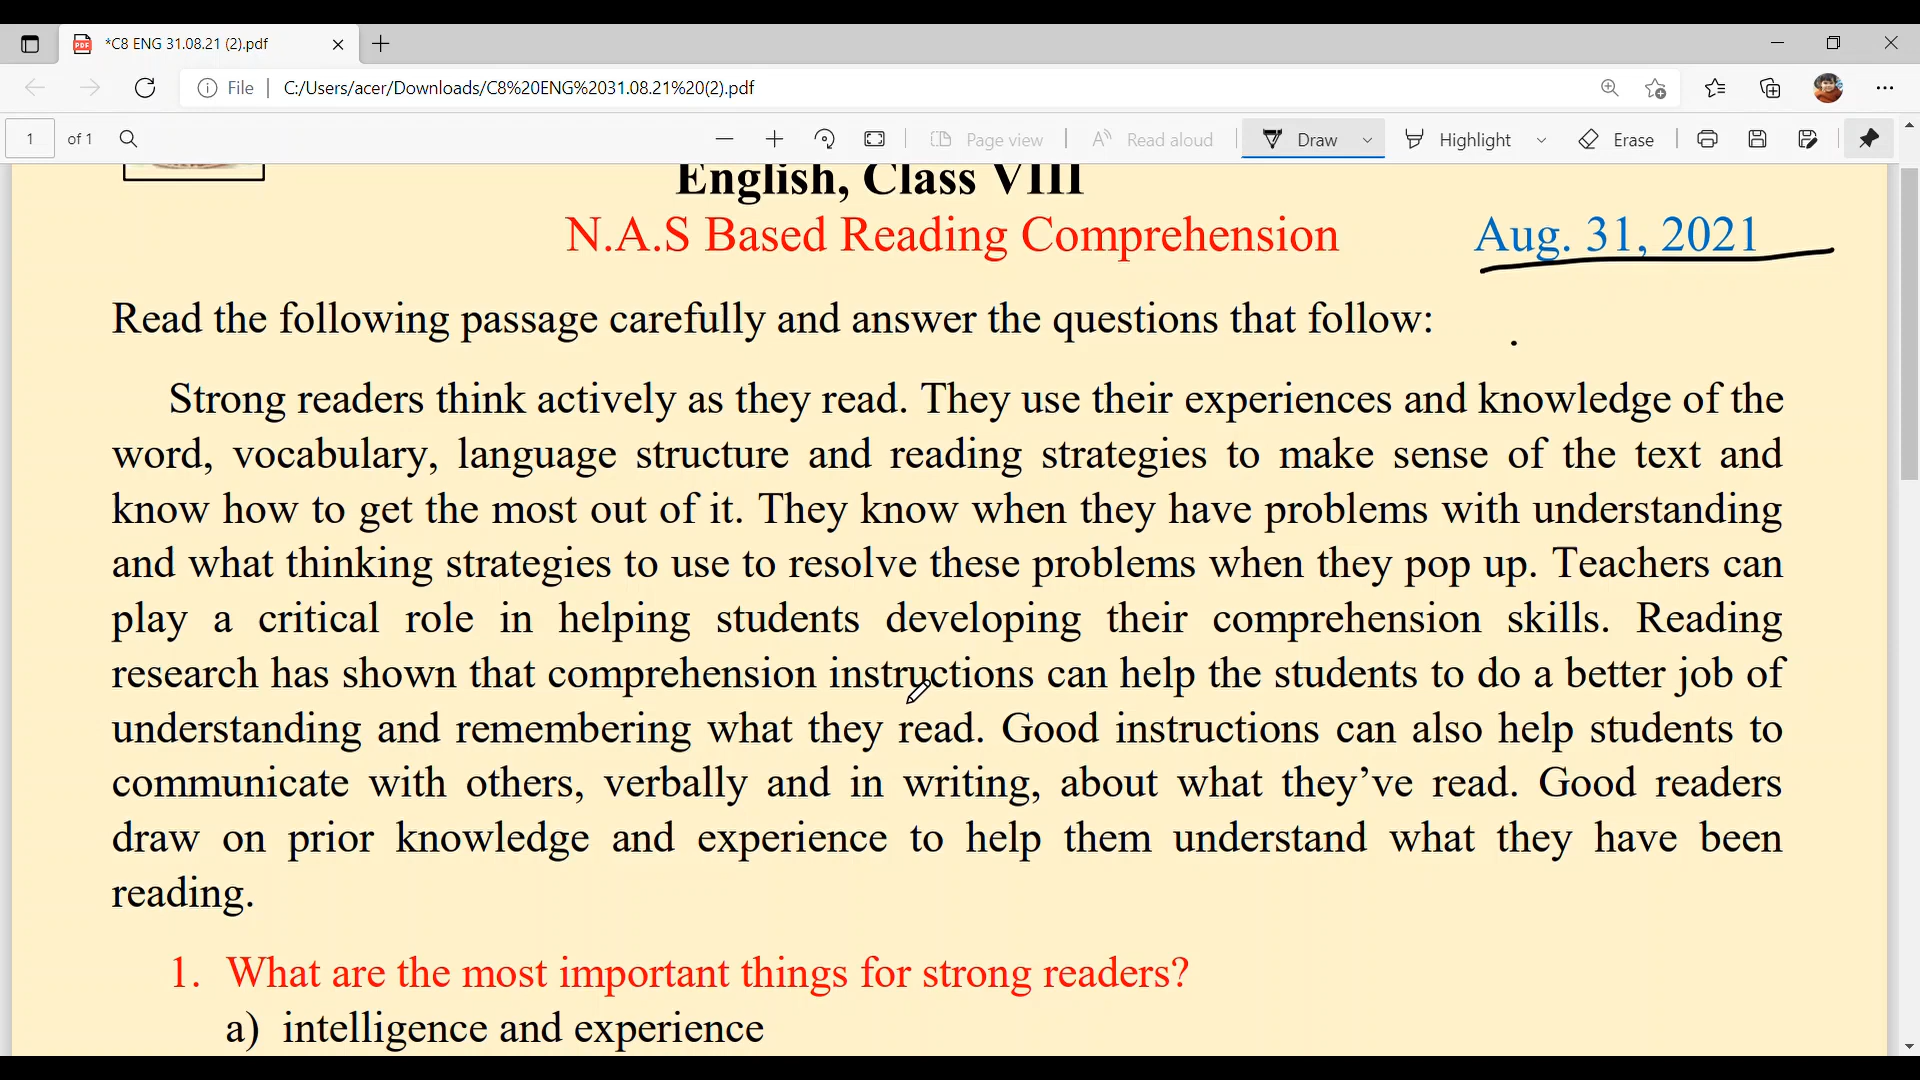 *C8 ENG 31.08.21 (2).pdf
File C:/Users/acer/Downloads/C8%20ENG%2031.08.21%20(2).pdf
1 of 1 Page view Read aloud Draw Highlight Erase
English, Class VIII
N.A.S Based Reading Comprehension Aug. 31, 2021
Read the following passage carefully and answer the questions that follow:
Strong readers think actively as they read. They use their experiences and knowledge of the
word, vocabulary, language structure and reading strategies to make sense of the text and
know how to get the most out of it. They know when they have problems with understanding
and what thinking strategies to use to resolve these problems when they pop up. Teachers can
play a critical role in helping students developing their comprehension skills. Reading
research has shown that comprehension instructions can help the students to do a better job of
understanding and remembering what they read. Good instructions can also help students to
communicate with others, verbally and in writing, about what they’ve read. Good readers
draw on prior knowledge and experience to help them understand what they have been
reading.
1. What are the most important things for strong readers?
a) intelligence and experience